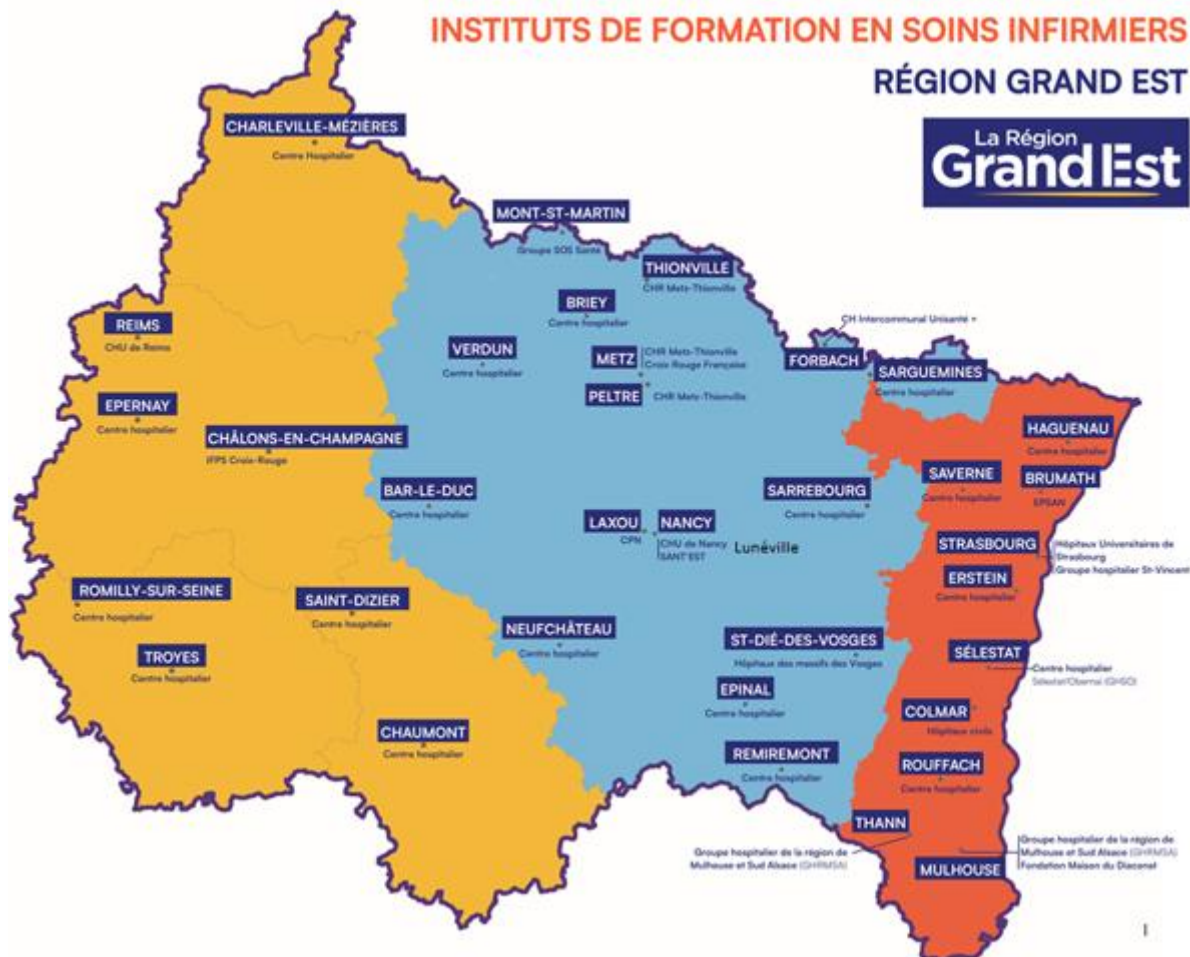 INSTITUTS DE FORMATION EN SOINS INFIRMIERS
RÉGION GRAND EST
La Région
Grand Est
CHARLEVILLE-MÉZIÈRES
Centre Hospitalier
MONT-ST-MARTIN
Groupe SOS Santé
THIONVILLE
CHR Metz-Thionville
BRIEY
Centre hospitalier
REIMS
CHU de Reims
VERDUN
Centre hospitalier
METZ
CHR Metz-Thionville
Croix Rouge Française
PELTRE
CHR Metz-Thionville
CH Intercommunal Unisanté +
FORBACH
SARGUEMINES
Centre hospitalier
EPERNAY
Centre hospitalier
CHÂLONS-EN-CHAMPAGNE
IFPS Croix-Rouge
HAGUENAU
Centre hospitalier
BAR-LE-DUC
Centre hospitalier
SARREBOURG
Centre hospitalier
SAVERNE
Centre hospitalier
BRUMATH
EPSAN
LAXOU
CPN
NANCY
CHU de Nancy
SANT'EST
Lunéville
STRASBOURG
Hôpitaux Universitaires de
Strasbourg
Groupe hospitalier St-Vincent
ERSTEIN
Centre hospitalier
ROMILLY-SUR-SEINE
Centre hospitalier
SAINT-DIZIER
Centre hospitalier
NEUFCHÂTEAU
Centre hospitalier
ST-DIÉ-DES-VOSGES
Hôpitaux des massifs des Vosges
SÉLESTAT
Centre hospitalier
Sélestat/Obernai (GHSO)
TROYES
Centre hospitalier
EPINAL
Centre hospitalier
COLMAR
Hôpitaux civils
CHAUMONT
Centre hospitalier
REMIREMONT
Centre hospitalier
ROUFFACH
Centre hospitalier
THANN
Groupe hospitalier de la région de
Mulhouse et Sud Alsace (GHRMSA)
MULHOUSE
Groupe hospitalier de la région de
Mulhouse et Sud Alsace (GHRMSA)
Fondation Maison du Diaconat
1